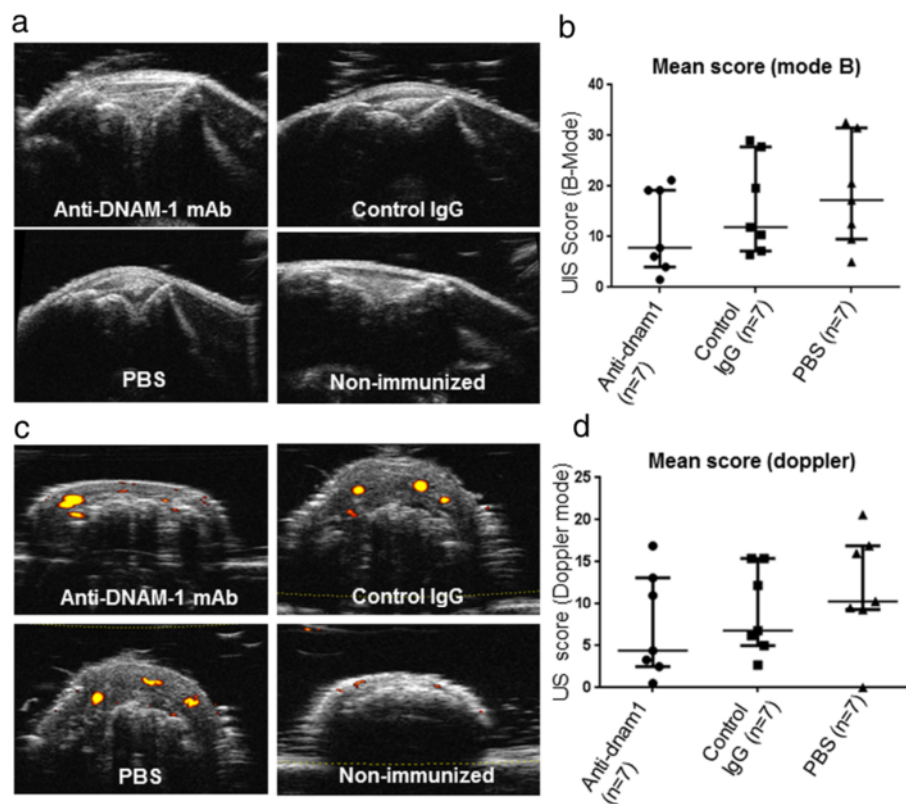 a
Anti-DNAM-1 mAb
Control IgG
PBS
Non-immunized
b
Mean score (mode B)
UIS Score (B-Mode)
40
30
20
10
0
Anti-dnam1
(n=7)
Control
IgG (n=7)
PBS (n=7)
c
Anti-DNAM-1 mAb
Control IgG
PBS
Non-immunized
d
Mean score (doppler)
US score (Doppler mode)
25
20
15
10
5
0
Anti-dnam1
(n=7)
Control
IgG (n=7)
PBS (n=7)